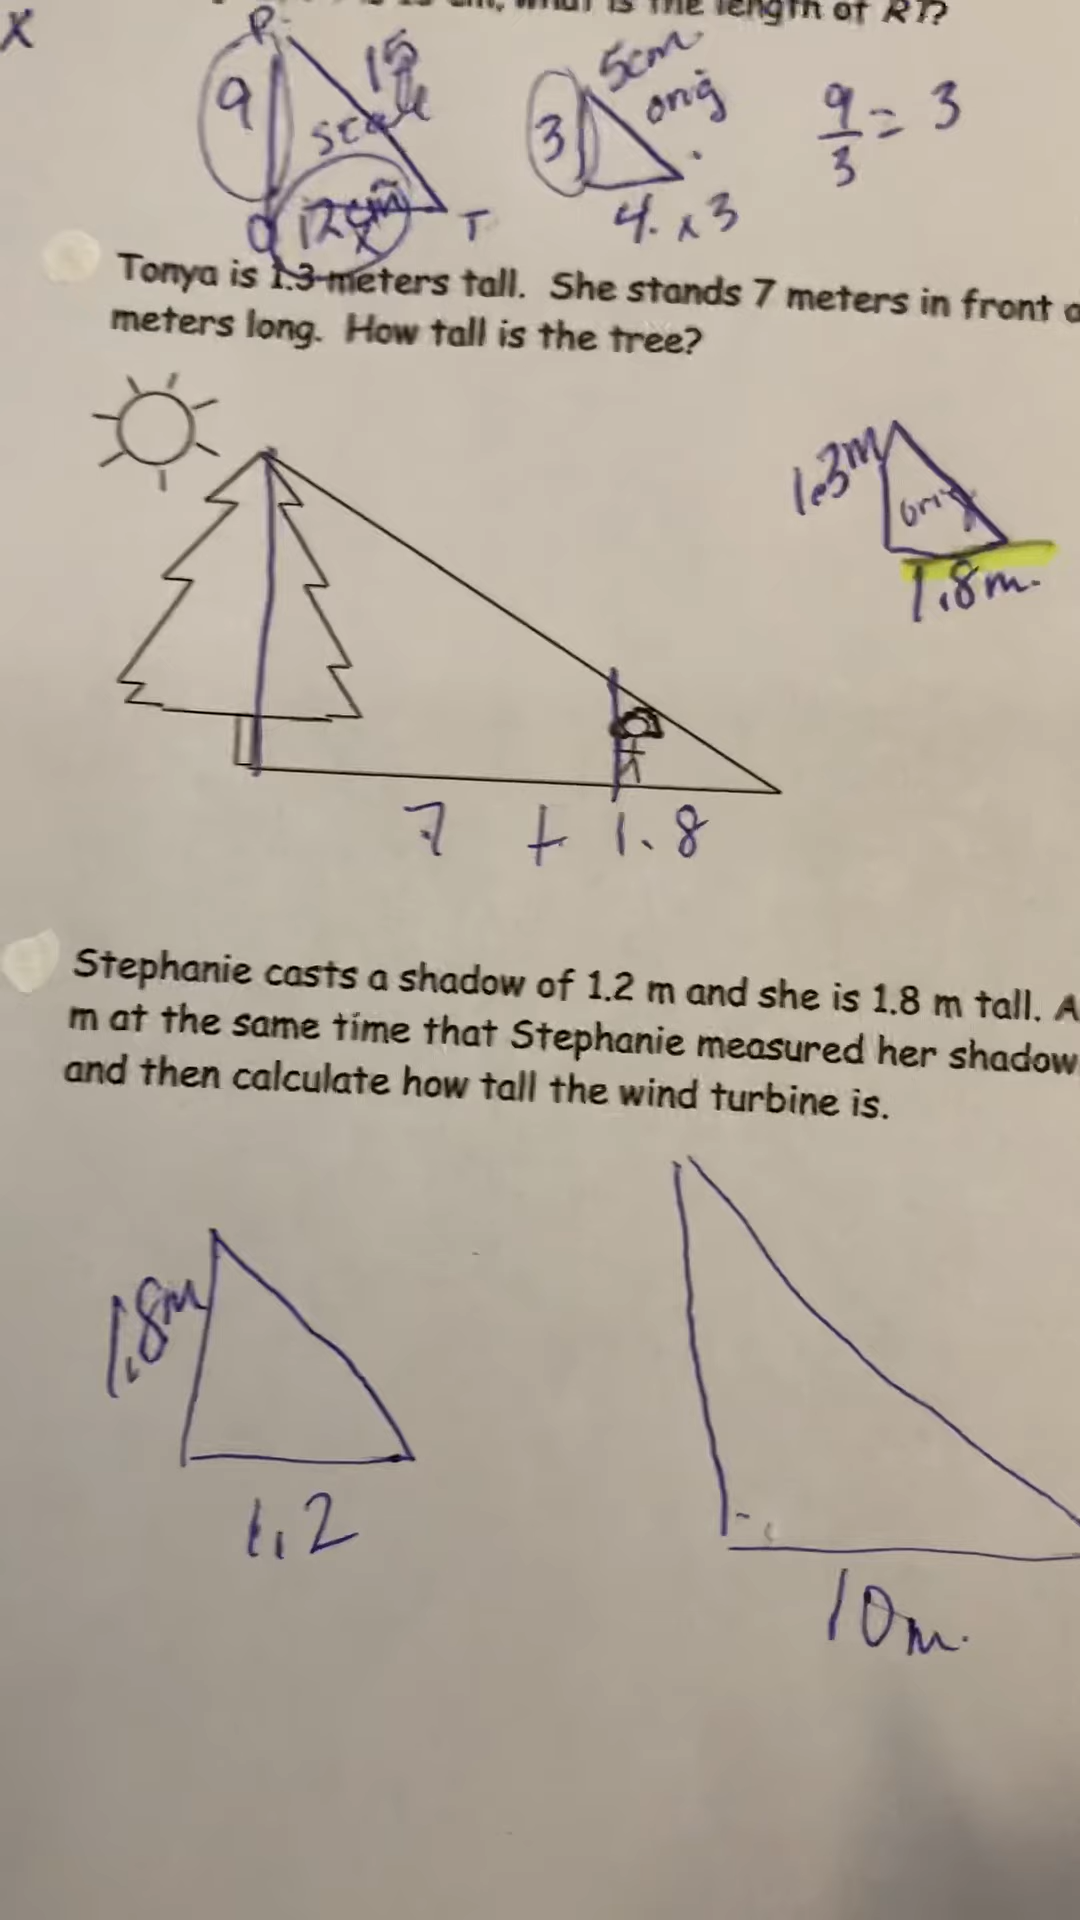 X
what is the length of RT?
P
9
15
scale
12cm
x
T
5cm
orig
3
4. x 3
9/3 = 3
Tonya is 1.3 meters tall. She stands 7 meters in front
meters long. How tall is the tree?
1.3m
orig
1.8m.
7 + 1.8
Stephanie casts a shadow of 1.2 m and she is 1.8 m tall. A
m at the same time that Stephanie measured her shadow
and then calculate how tall the wind turbine is.
1.8m
1.2
10m.